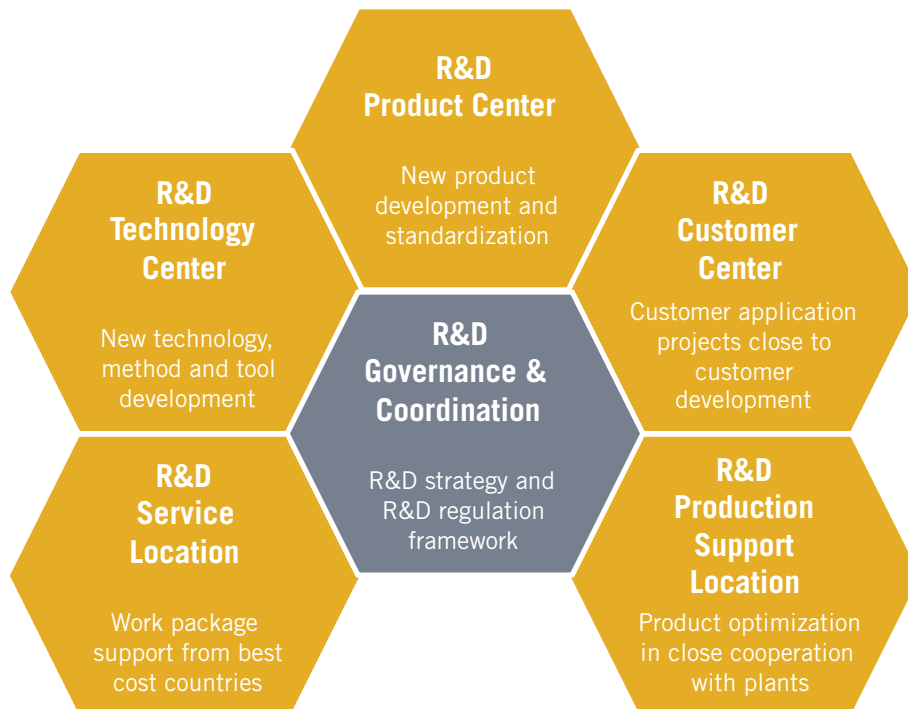 R&D
Product Center
New product
development and
standardization
R&D
Technology
Center
New technology,
method and tool
development
R&D
Customer
Center
Customer application
projects close to
customer
development
R&D
Governance &
Coordination
R&D strategy and
R&D regulation
framework
R&D
Service
Location
Work package
support from best
cost countries
R&D
Production
Support
Location
Product optimization
in close cooperation
with plants